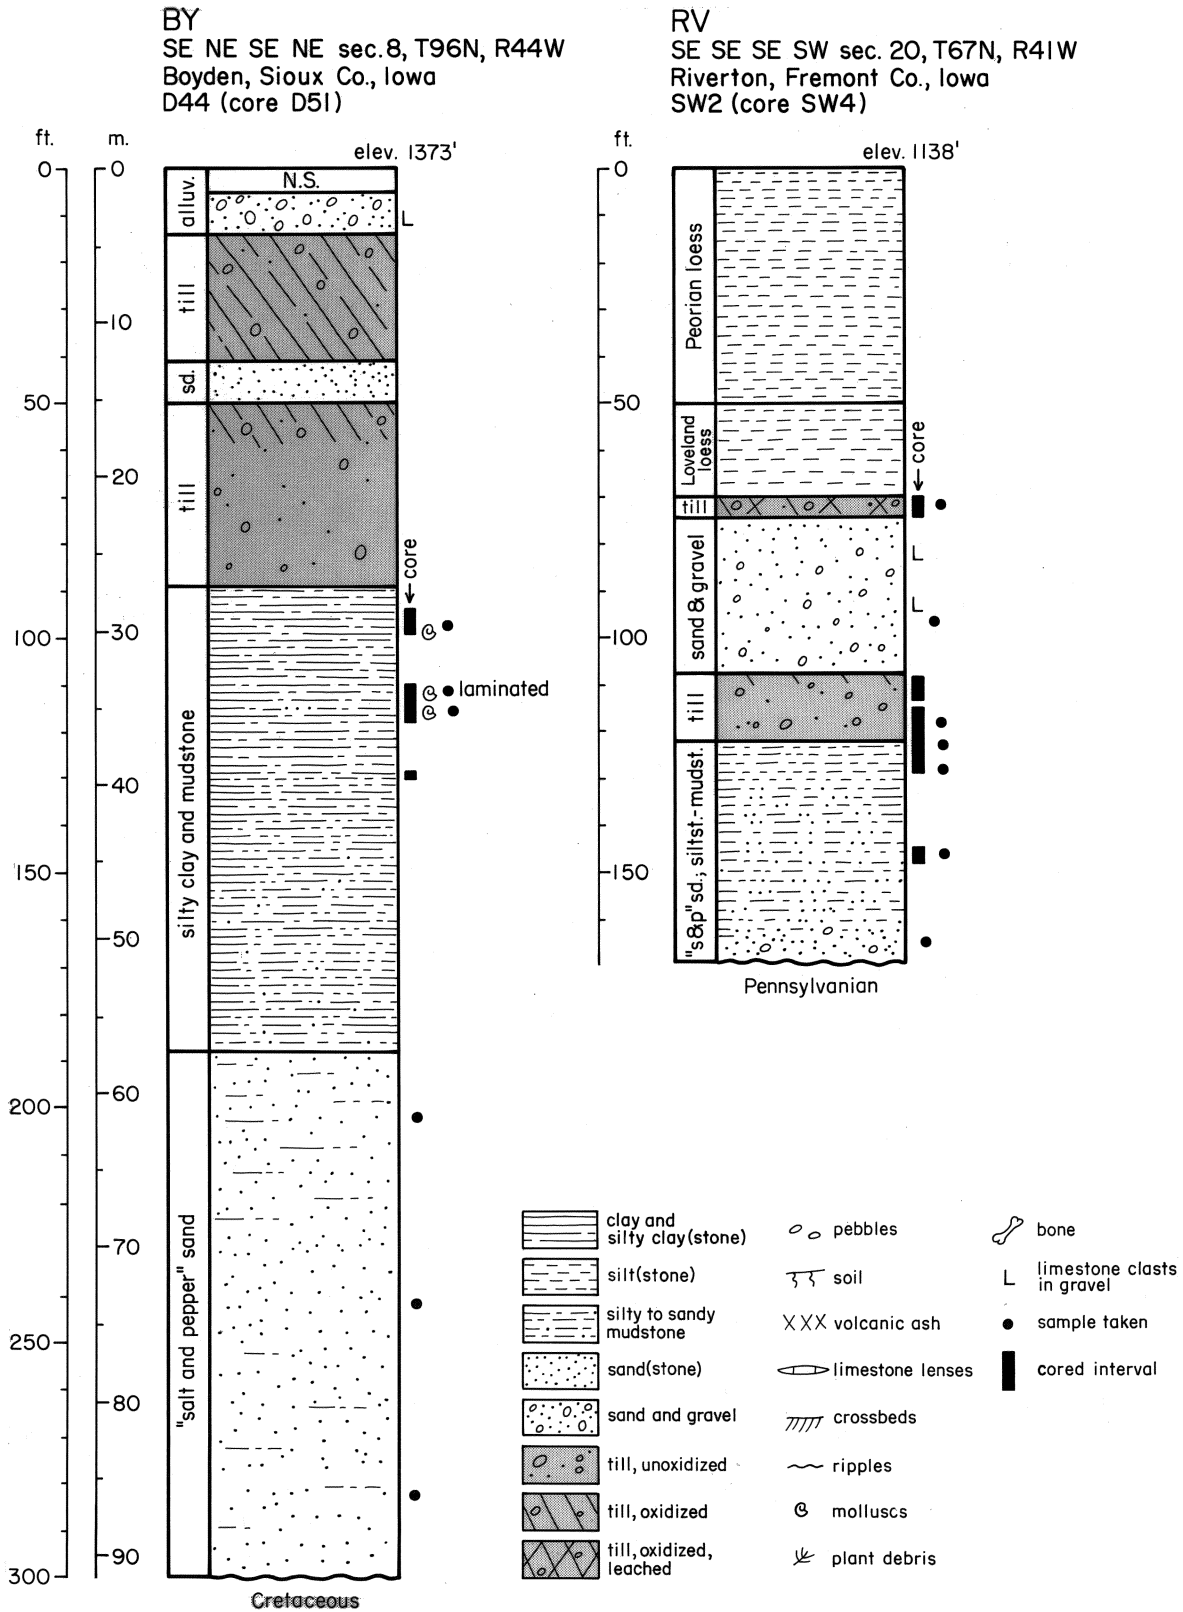 BY
SE NE SE NE sec. 8, T96N, R44W
Boyden, Sioux Co., Iowa
D44 (core D51)
RV
SE SE SE SW sec. 20, T67N, R41W
Riverton, Fremont Co., Iowa
SW2 (core SW4)
ft.
m.
elev. 1373'
0
50
100
150
200
250
300
0
10
20
30
40
50
60
70
80
90
alluv.
N.S.
L
till
sd.
till
core
laminated
silty clay and mudstone
"salt and pepper" sand
Cretaceous
ft.
elev. 1138'
0
50
100
150
Peorian loess
Loveland
loess
core
till
sand & gravel
L
L
till
"s&p" sd.; siltst.-mudst.
Pennsylvanian
clay and
silty clay(stone)
silt(stone)
silty to sandy
mudstone
sand(stone)
sand and gravel
till, unoxidized
till, oxidized
till, oxidized,
leached
pebbles
soil
XXX volcanic ash
limestone lenses
crossbeds
ripples
molluscs
plant debris
bone
L limestone clasts
in gravel
sample taken
cored interval